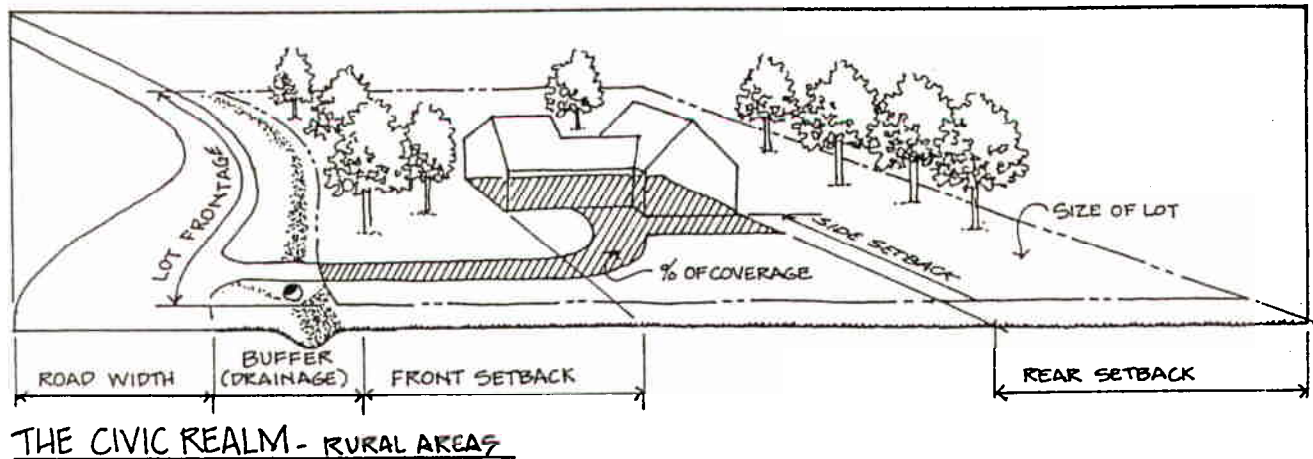 LOT FRONTAGE
SIZE OF LOT
SIDE SETBACK
% OF COVERAGE
ROAD WIDTH
BUFFER
(DRAINAGE)
FRONT SETBACK
REAR SETBACK
THE CIVIC REALM - RURAL AREAS